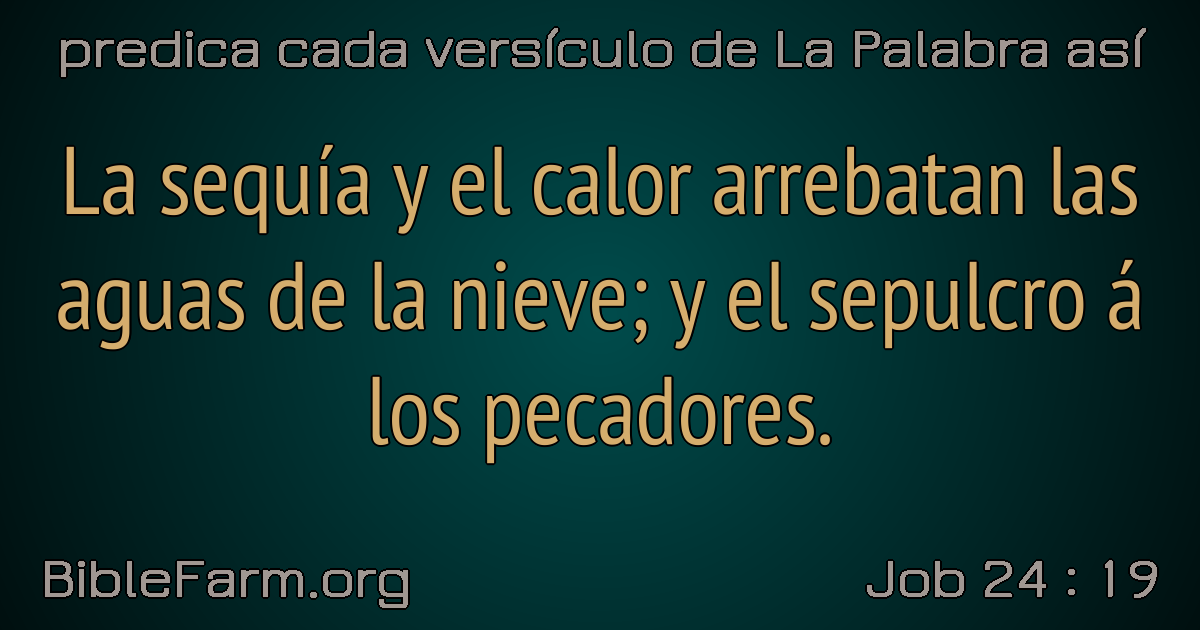 predica cada versículo de La Palabra así
La sequía y el calor arrebatan las
aguas de la nieve; y el sepulcro á
los pecadores.
BibleFarm.org
Job 24 : 19